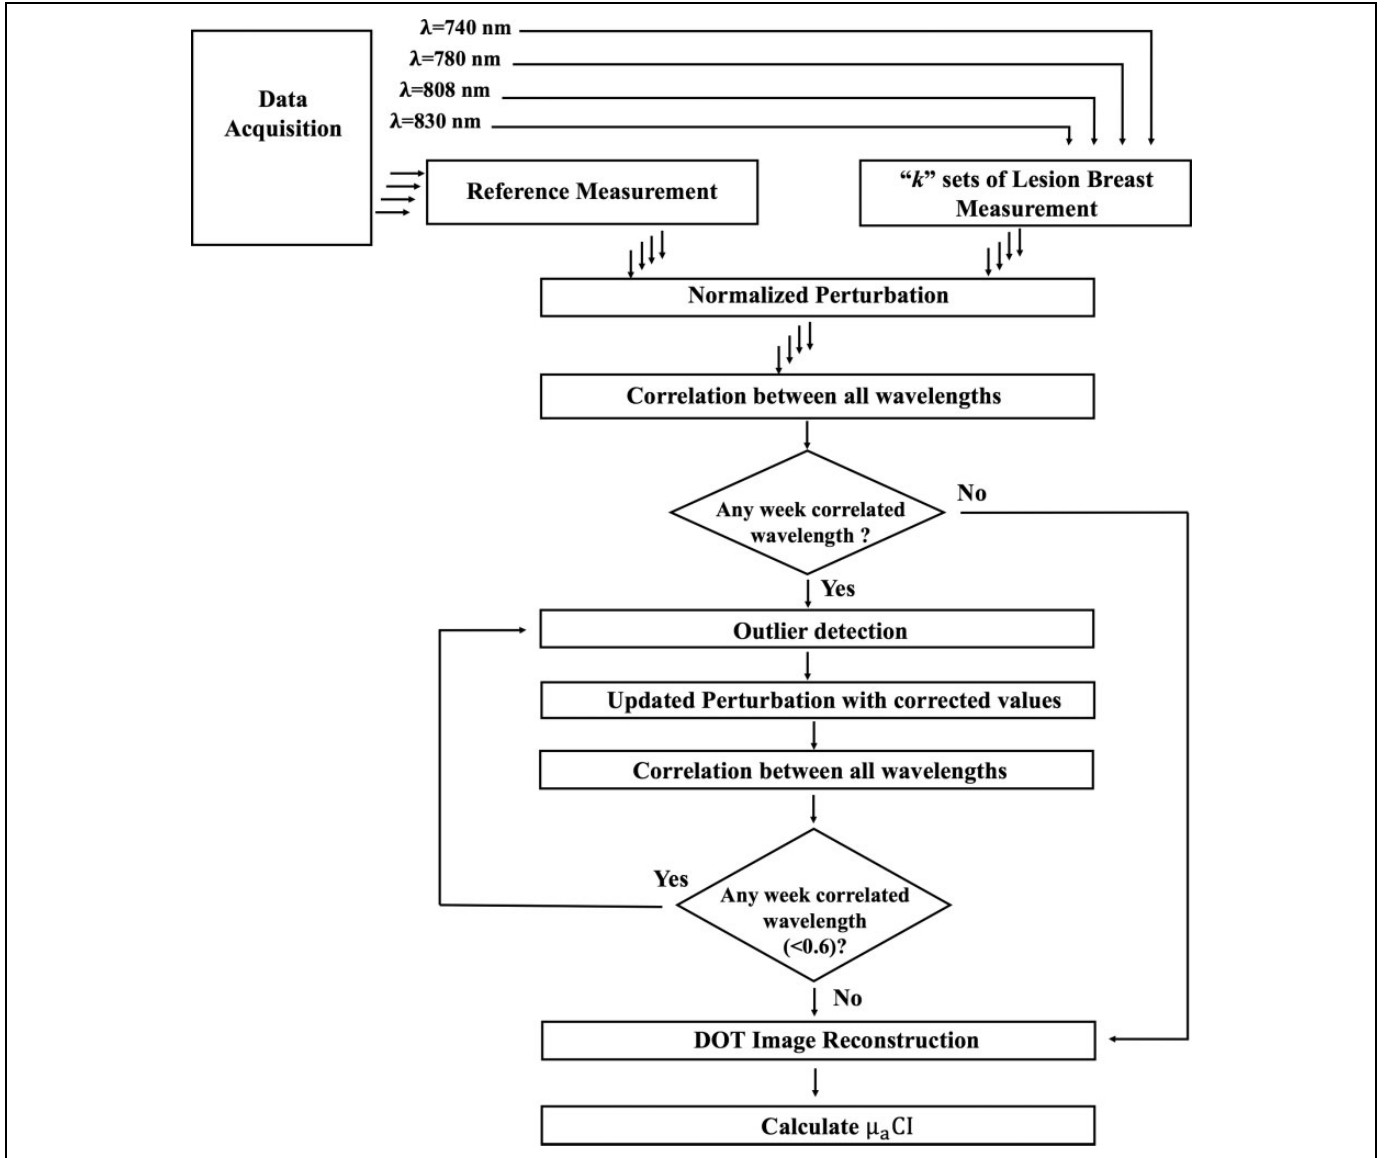 λ=740 nm
λ=780 nm
λ=808 nm
λ=830 nm
Data
Acquisition
Reference Measurement
“k” sets of Lesion Breast
Measurement
Normalized Perturbation
Correlation between all wavelengths
Any week correlated
wavelength ?
No
Yes
Outlier detection
Updated Perturbation with corrected values
Correlation between all wavelengths
Yes
Any week correlated
wavelength
(<0.6)?
No
DOT Image Reconstruction
Calculate μₐCI